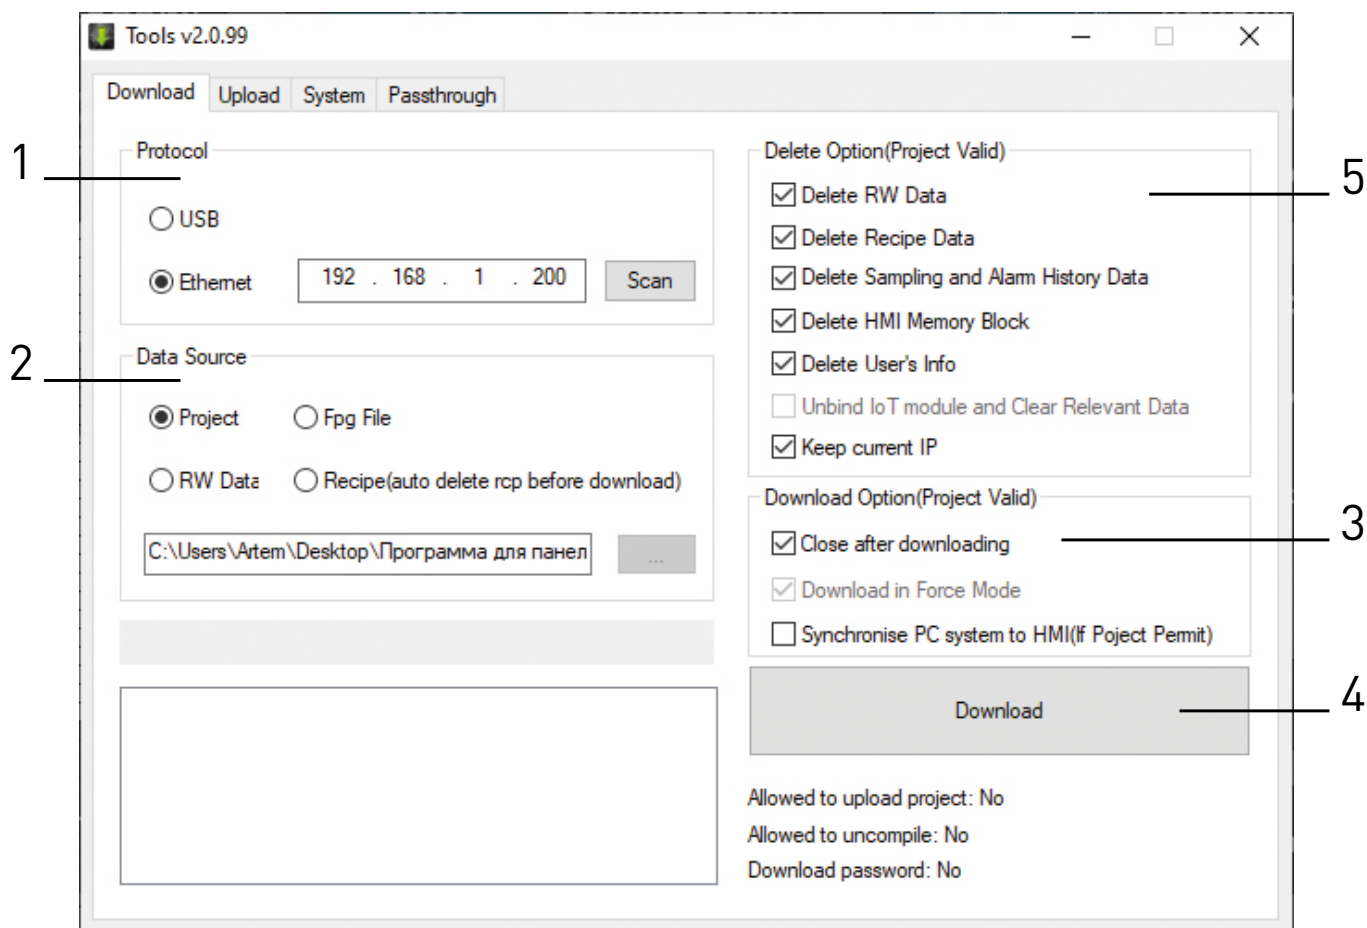 Tools v2.0.99
Download Upload System Passthrough
1
Protocol
USB
Ethernet 192 . 168 . 1 . 200 Scan
2
Data Source
Project Fpg File
RW Data Recipe(auto delete rcp before download)
C:\Users\Artem\Desktop\Программа для панел ...
Delete Option(Project Valid)
5
Delete RW Data
Delete Recipe Data
Delete Sampling and Alarm History Data
Delete HMI Memory Block
Delete User's Info
Unbind IoT module and Clear Relevant Data
Keep current IP
Download Option(Project Valid)
3
Close after downloading
Download in Force Mode
Synchronise PC system to HMI(If Poject Permit)
Download
4
Allowed to upload project: No
Allowed to uncompile: No
Download password: No